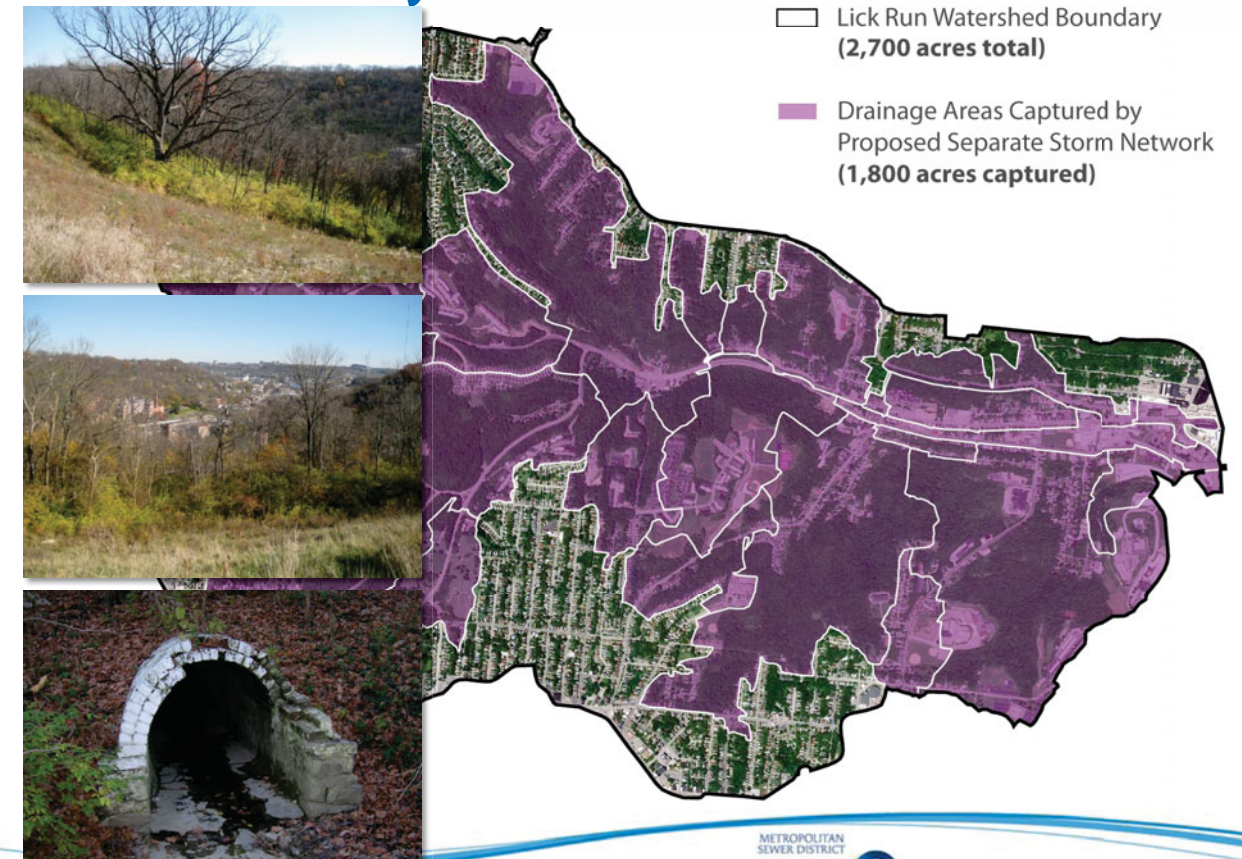 Lick Run Watershed Boundary
(2,700 acres total)
Drainage Areas Captured by
Proposed Separate Storm Network
(1,800 acres captured)
METROPOLITAN
SEWER DISTRICT